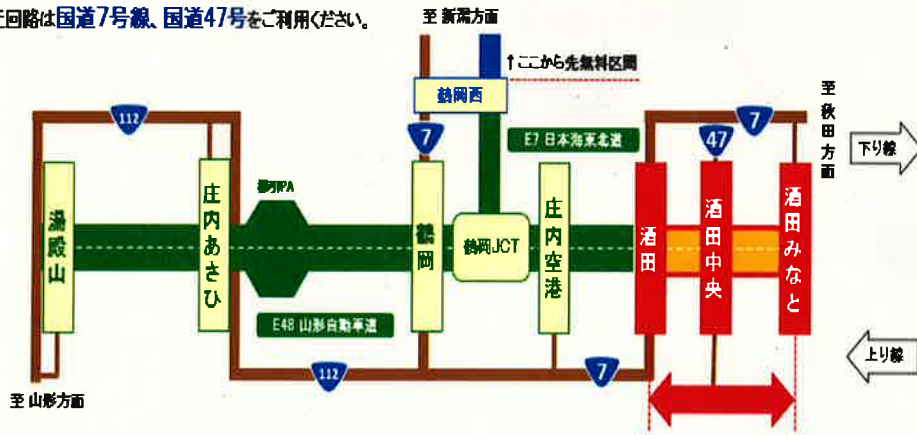 回路は国道7号線、国道47号をご利用ください。
至 新潟方面
↑ここから先無料区間
鶴岡西
至秋田方面
112
7
47
7
E7 日本海東北道
下り線
湯殿山
庄内あさひ
櫛引PA
鶴岡
鶴岡JCT
庄内空港
酒田
酒田中央
酒田みなと
E48 山形自動車道
上り線
112
7
至 山形方面